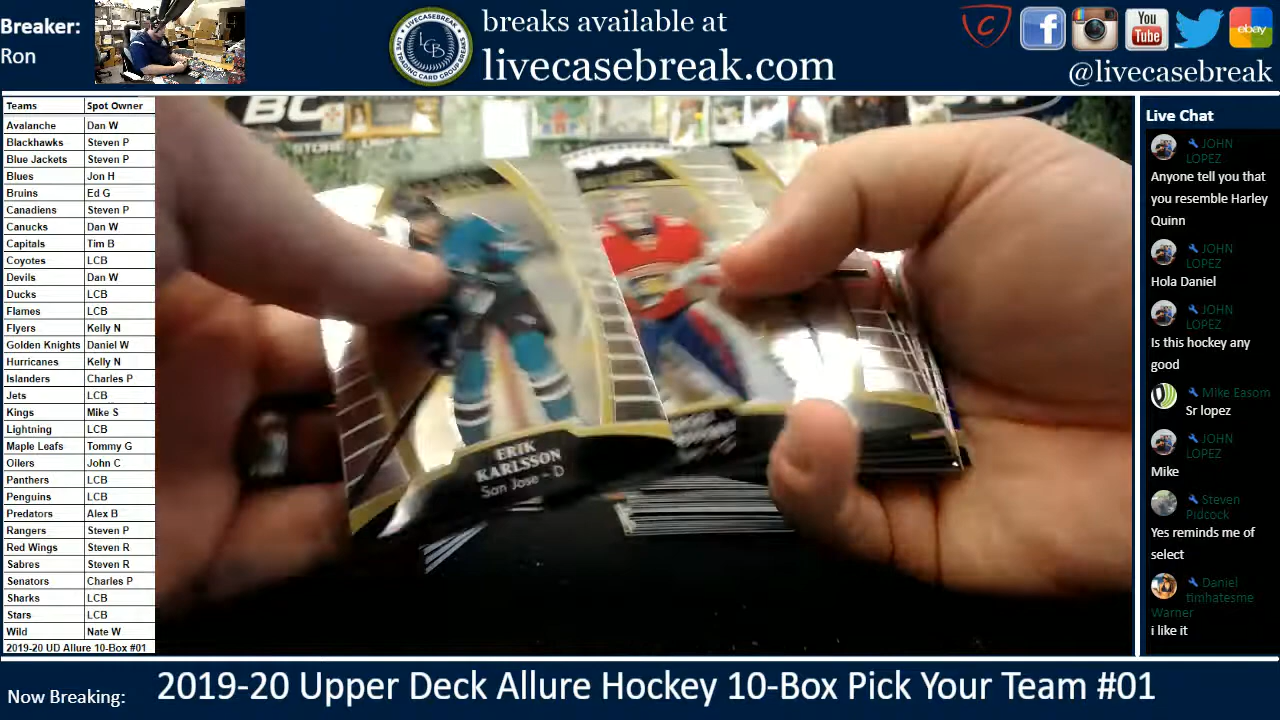 Breaker:
Ron
LCB
breaks available at
livecasebreak.com
You
Tube
ebay
@livecasebreak
Teams Spot Owner
Avalanche Dan W
Blackhawks Steven P
Blue Jackets Steven P
Blues Jon H
Bruins Ed G
Canadiens Steven P
Canucks Dan W
Capitals Tim B
Coyotes LCB
Devils Dan W
Ducks LCB
Flames LCB
Flyers Kelly N
Golden Knights Daniel W
Hurricanes Kelly N
Islanders Charles P
Jets LCB
Kings Mike S
Lightning LCB
Maple Leafs Tommy G
Oilers John C
Panthers LCB
Penguins LCB
Predators Alex B
Rangers Steven P
Red Wings Steven R
Sabres Steven R
Senators Charles P
Sharks LCB
Stars LCB
Wild Nate W
2019-20 UD Allure 10-Box #01
ERIK
KARLSSON
San Jose - D
Live Chat
JOHN
LOPEZ
Anyone tell you that
you resemble Harley
Quinn
JOHN
LOPEZ
Hola Daniel
JOHN
LOPEZ
Is this hockey any
good
Mike Easom
Sr lopez
JOHN
LOPEZ
Mike
Steven
Pidcock
Yes reminds me of
select
Daniel
timhatesme
Warner
i like it
Now Breaking:
2019-20 Upper Deck Allure Hockey 10-Box Pick Your Team #01